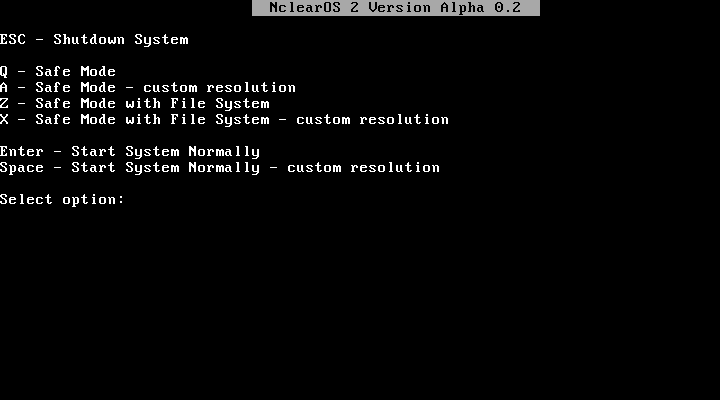 NclearOS 2 Version Alpha 0.2
ESC - Shutdown System
Q - Safe Mode
A - Safe Mode - custom resolution
Z - Safe Mode with File System
X - Safe Mode with File System - custom resolution
Enter - Start System Normally
Space - Start System Normally - custom resolution
Select option: